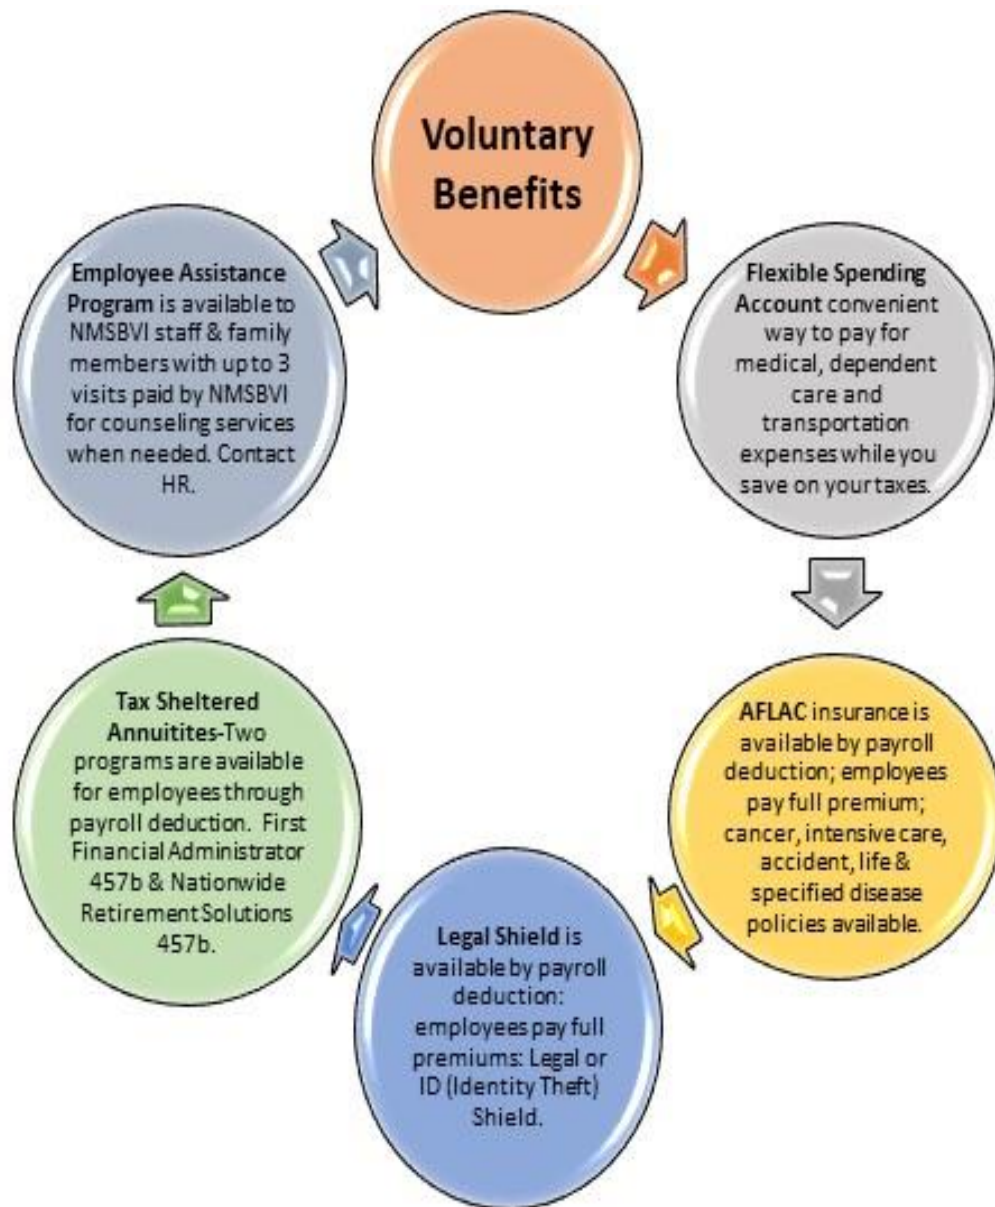 Voluntary
Benefits
Flexible Spending
Account convenient
way to pay for
medical, dependent
care and
transportation
expenses while you
save on your taxes.
AFLAC insurance is
available by payroll
deduction; employees
pay full premium;
cancer, intensive care,
accident, life &
specified disease
policies available.
Legal Shield is
available by payroll
deduction:
employees pay full
premiums: Legal or
ID (Identity Theft)
Shield.
Tax Sheltered
Annuitites-Two
programs are available
for employees through
payroll deduction. First
Financial Administrator
457b & Nationwide
Retirement Solutions
457b.
Employee Assistance
Program is available to
NMSBVI staff & family
members with up to 3
visits paid by NMSBVI
for counseling services
when needed. Contact
HR.